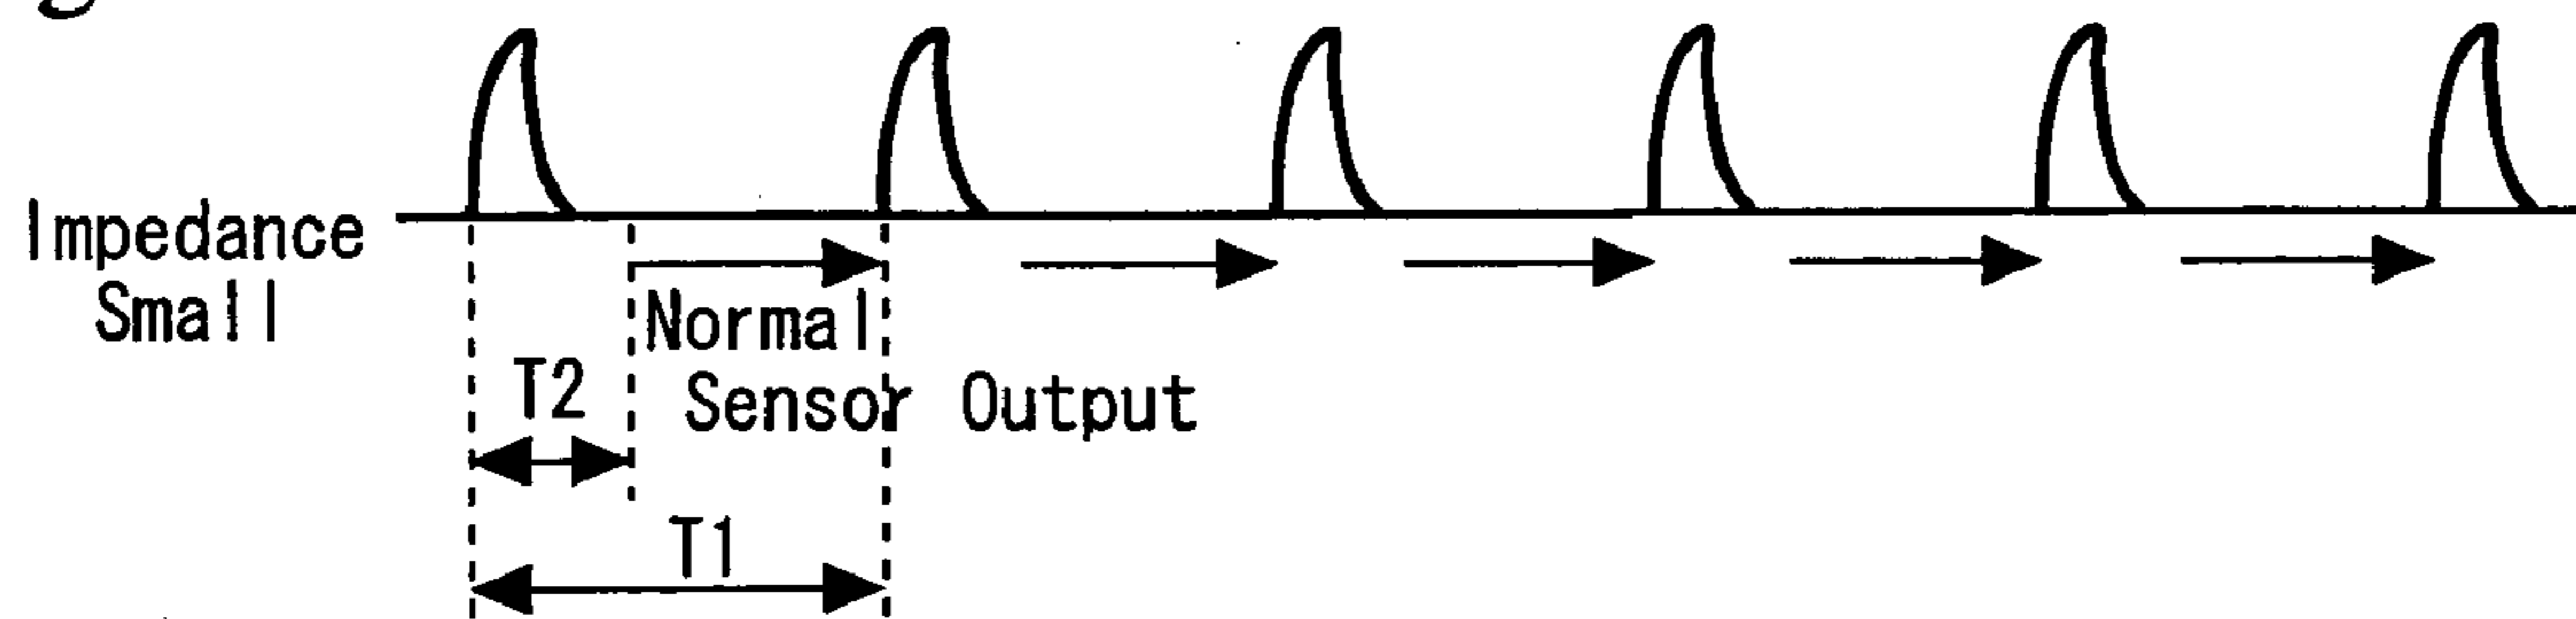 Impedance
Small
Normal
Sensor Output
T2
T1